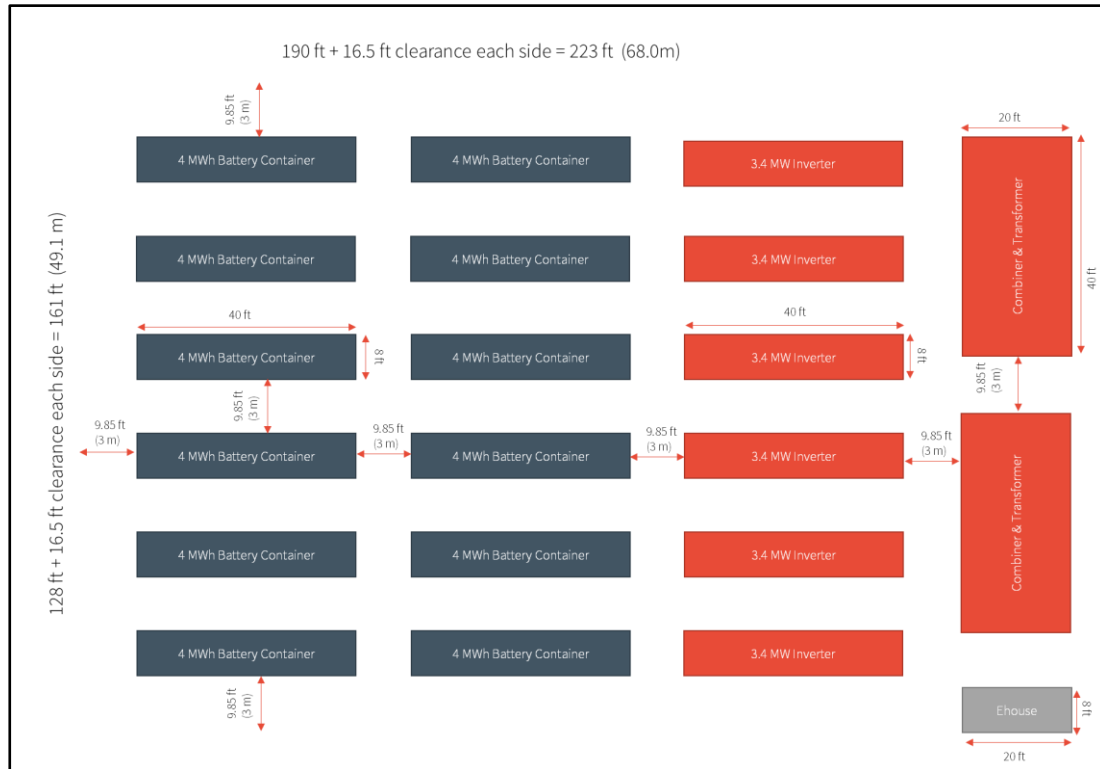 190 ft + 16.5 ft clearance each side = 223 ft  (68.0m)
128 ft + 16.5 ft clearance each side = 161 ft  (49.1 m)
9.85 ft
(3 m)
20 ft
4 MWh Battery Container
4 MWh Battery Container
3.4 MW Inverter
Combiner & Transformer
40 ft
4 MWh Battery Container
4 MWh Battery Container
3.4 MW Inverter
40 ft
40 ft
4 MWh Battery Container
8 ft
4 MWh Battery Container
3.4 MW Inverter
8 ft
9.85 ft
(3 m)
9.85 ft
(3 m)
9.85 ft
(3 m)
4 MWh Battery Container
9.85 ft
(3 m)
4 MWh Battery Container
9.85 ft
(3 m)
3.4 MW Inverter
9.85 ft
(3 m)
Combiner & Transformer
4 MWh Battery Container
4 MWh Battery Container
3.4 MW Inverter
4 MWh Battery Container
4 MWh Battery Container
3.4 MW Inverter
9.85 ft
(3 m)
Ehouse
8 ft
20 ft